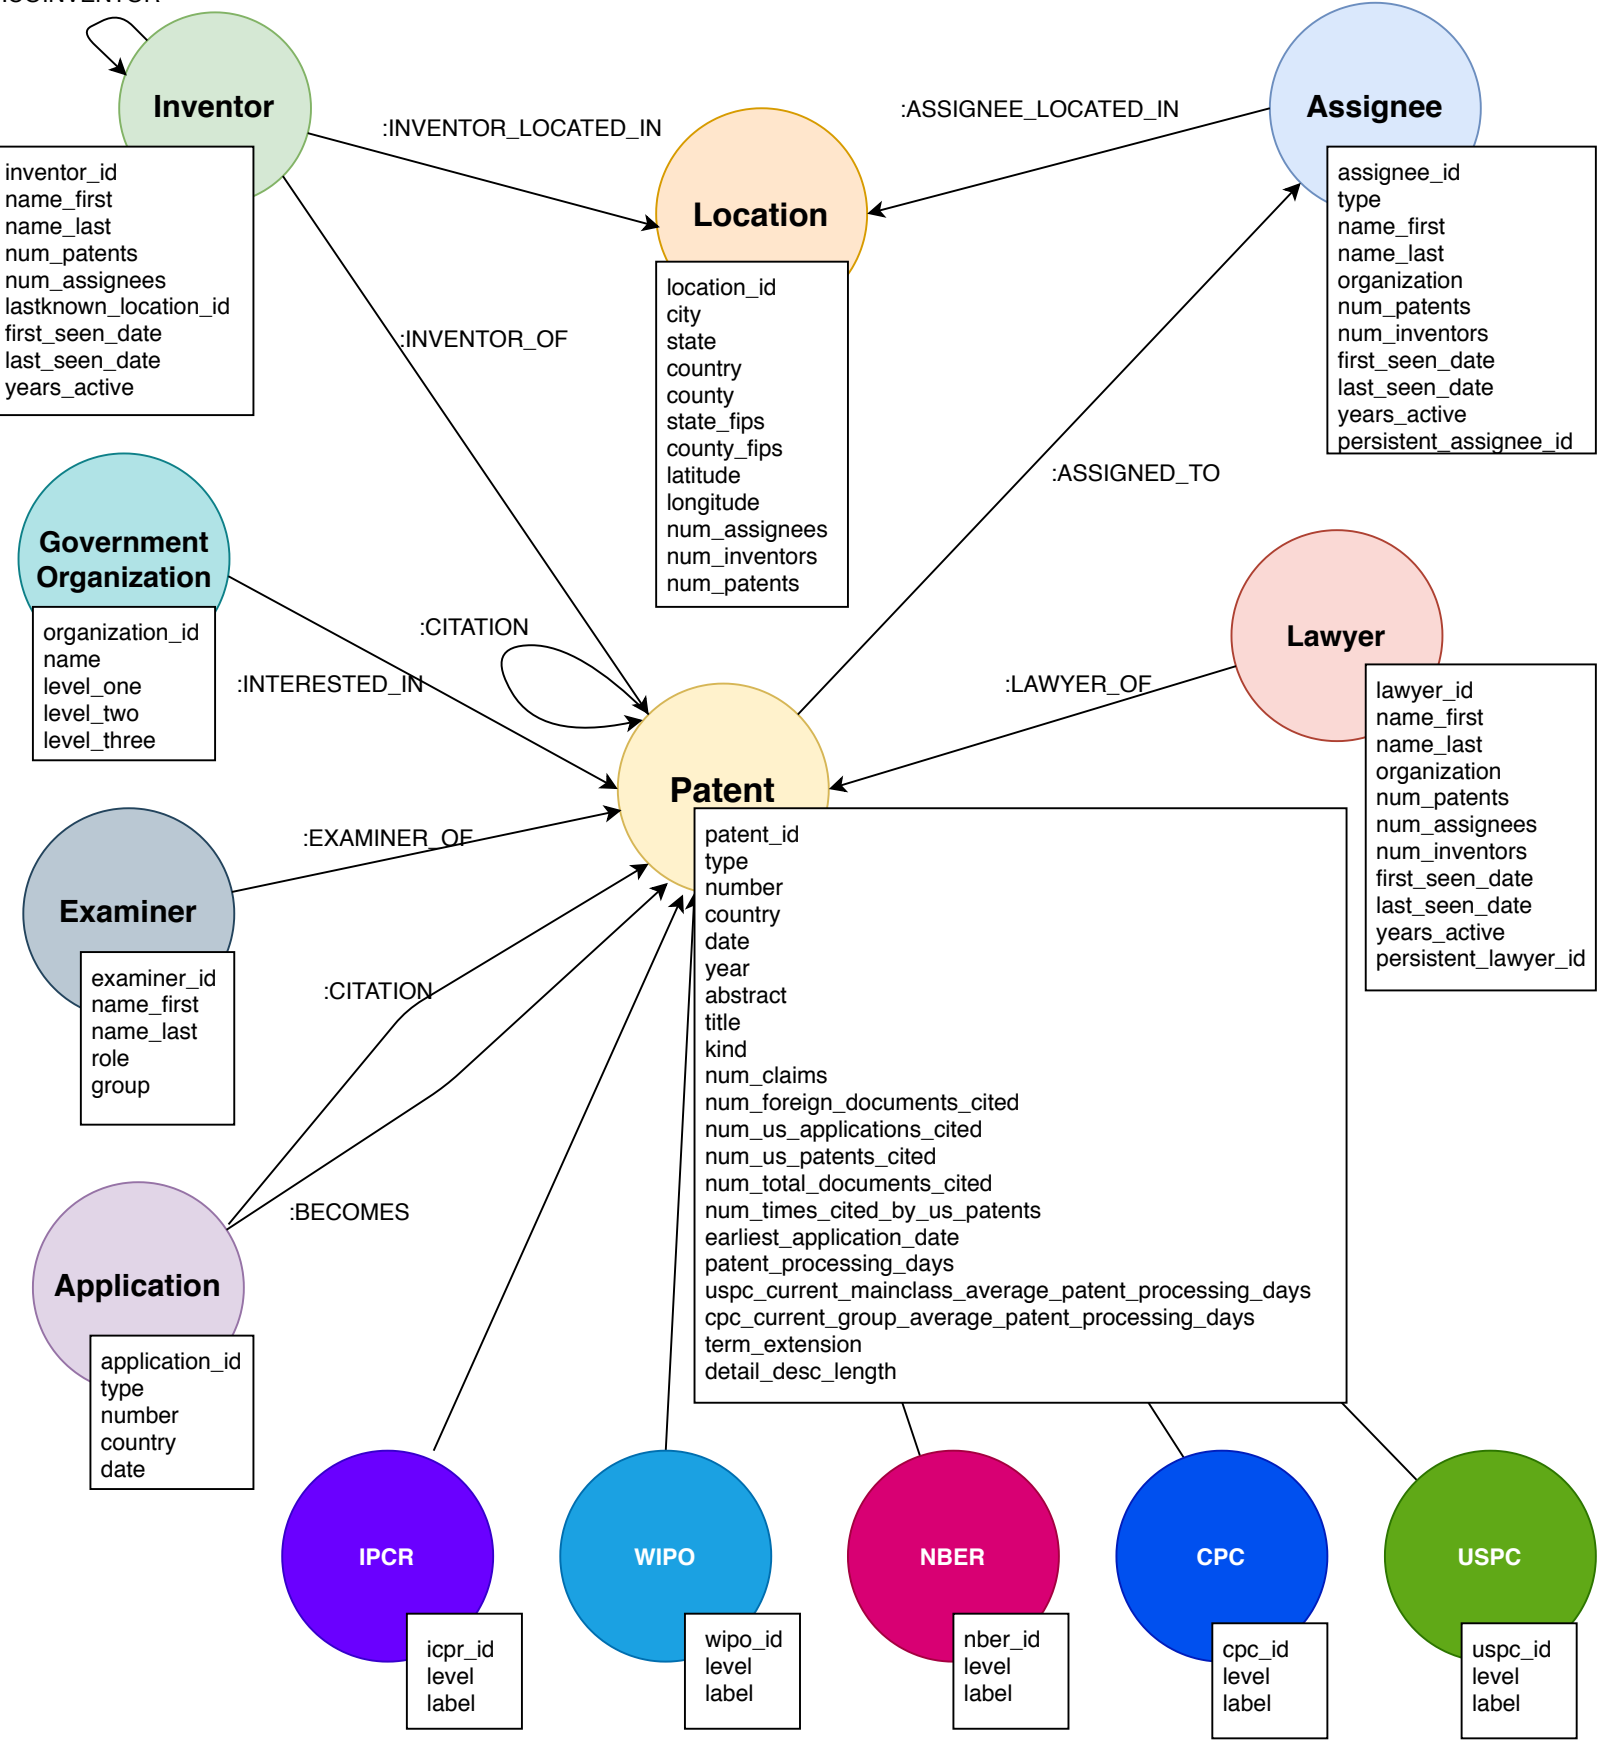 Inventor
inventor_id
name_first
name_last
num_patents
num_assignees
lastknown_location_id
first_seen_date
last_seen_date
years_active
:INVENTOR_LOCATED_IN
:ASSIGNEE_LOCATED_IN
Location
location_id
city
state
country
county
state_fips
county_fips
latitude
longitude
num_assignees
num_inventors
num_patents
Assignee
assignee_id
type
name_first
name_last
organization
num_patents
num_inventors
first_seen_date
last_seen_date
years_active
persistent_assignee_id
:INVENTOR_OF
:ASSIGNED_TO
Government
Organization
organization_id
name
level_one
level_two
level_three
:CITATION
:INTERESTED_IN
:LAWYER_OF
Lawyer
lawyer_id
name_first
name_last
organization
num_patents
num_assignees
num_inventors
first_seen_date
last_seen_date
years_active
persistent_lawyer_id
Patent
patent_id
type
number
country
date
year
abstract
title
kind
num_claims
num_foreign_documents_cited
num_us_applications_cited
num_us_patents_cited
num_total_documents_cited
num_times_cited_by_us_patents
earliest_application_date
patent_processing_days
uspc_current_mainclass_average_patent_processing_days
cpc_current_group_average_patent_processing_days
term_extension
detail_desc_length
:EXAMINER_OF
Examiner
examiner_id
name_first
name_last
role
group
:CITATION
:BECOMES
Application
application_id
type
number
country
date
IPCR
icpr_id
level
label
WIPO
wipo_id
level
label
NBER
nber_id
level
label
CPC
cpc_id
level
label
USPC
uspc_id
level
label